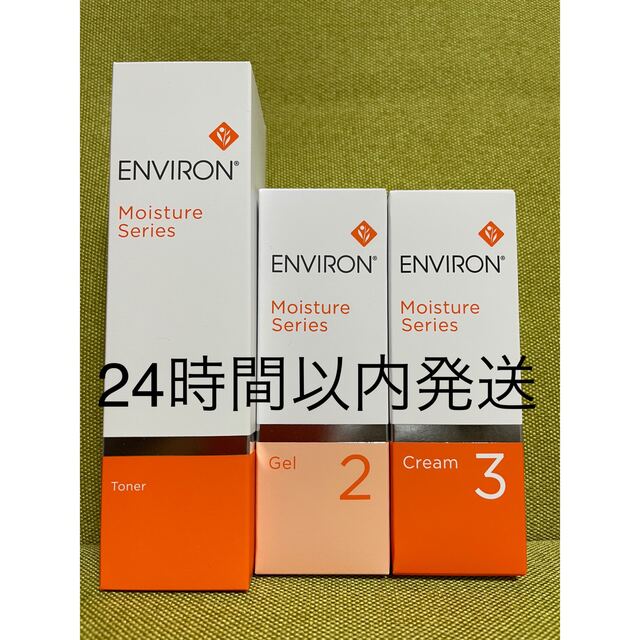 ENVIRON®
Moisture
Series
Toner
ENVIRON®
Moisture
Series
Gel 2
ENVIRON®
Moisture
Series
Cream 3
24時間以内発送